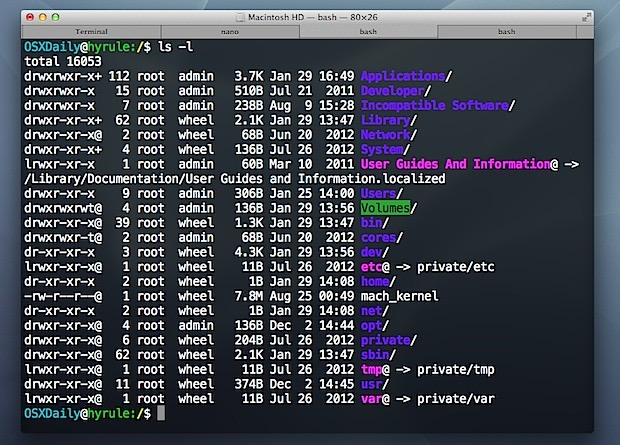 Macintosh HD — bash — 80×26
Terminal nano bash bash
OSXDaily@hyrule:/$ ls -l
total 16053
drwxrwxr-x+ 112 root admin 3.7K Jan 29 16:49 Applications/
drwxrwxr-x 15 root admin 510B Jul 21 2011 Developer/
drwxrwxr-x 7 root admin 238B Aug 9 15:28 Incompatible Software/
drwxr-xr-x+ 62 root wheel 2.1K Jan 29 13:47 Library/
drwxr-xr-x@ 2 root wheel 68B Jun 20 2012 Network/
drwxr-xr-x+ 4 root wheel 136B Jul 26 2012 System/
lrwxr-xr-x 1 root admin 60B Mar 10 2011 User Guides And Information@ ->
/Library/Documentation/User Guides and Information.localized
drwxr-xr-x 9 root admin 306B Jan 25 14:00 Users/
drwxrwxrwt@ 4 root admin 136B Jan 29 13:56 Volumes/
drwxr-xr-x@ 39 root wheel 1.3K Jan 29 13:47 bin/
drwxrwxr-t@ 2 root admin 68B Jun 20 2012 cores/
dr-xr-xr-x 3 root wheel 4.3K Jan 29 13:56 dev/
lrwxr-xr-x@ 1 root wheel 11B Jul 26 2012 etc@ -> private/etc
dr-xr-xr-x 2 root wheel 1B Jan 29 14:08 home/
-rw-r--r--@ 1 root wheel 7.8M Aug 25 00:49 mach_kernel
dr-xr-xr-x 2 root wheel 1B Jan 29 14:08 net/
drwxr-xr-x@ 4 root admin 136B Dec 2 14:44 opt/
drwxr-xr-x@ 6 root wheel 204B Jul 26 2012 private/
drwxr-xr-x@ 62 root wheel 2.1K Jan 29 13:47 sbin/
lrwxr-xr-x@ 1 root wheel 11B Jul 26 2012 tmp@ -> private/tmp
drwxr-xr-x@ 11 root wheel 374B Dec 2 14:45 usr/
lrwxr-xr-x@ 1 root wheel 11B Jul 26 2012 var@ -> private/var
OSXDaily@hyrule:/$